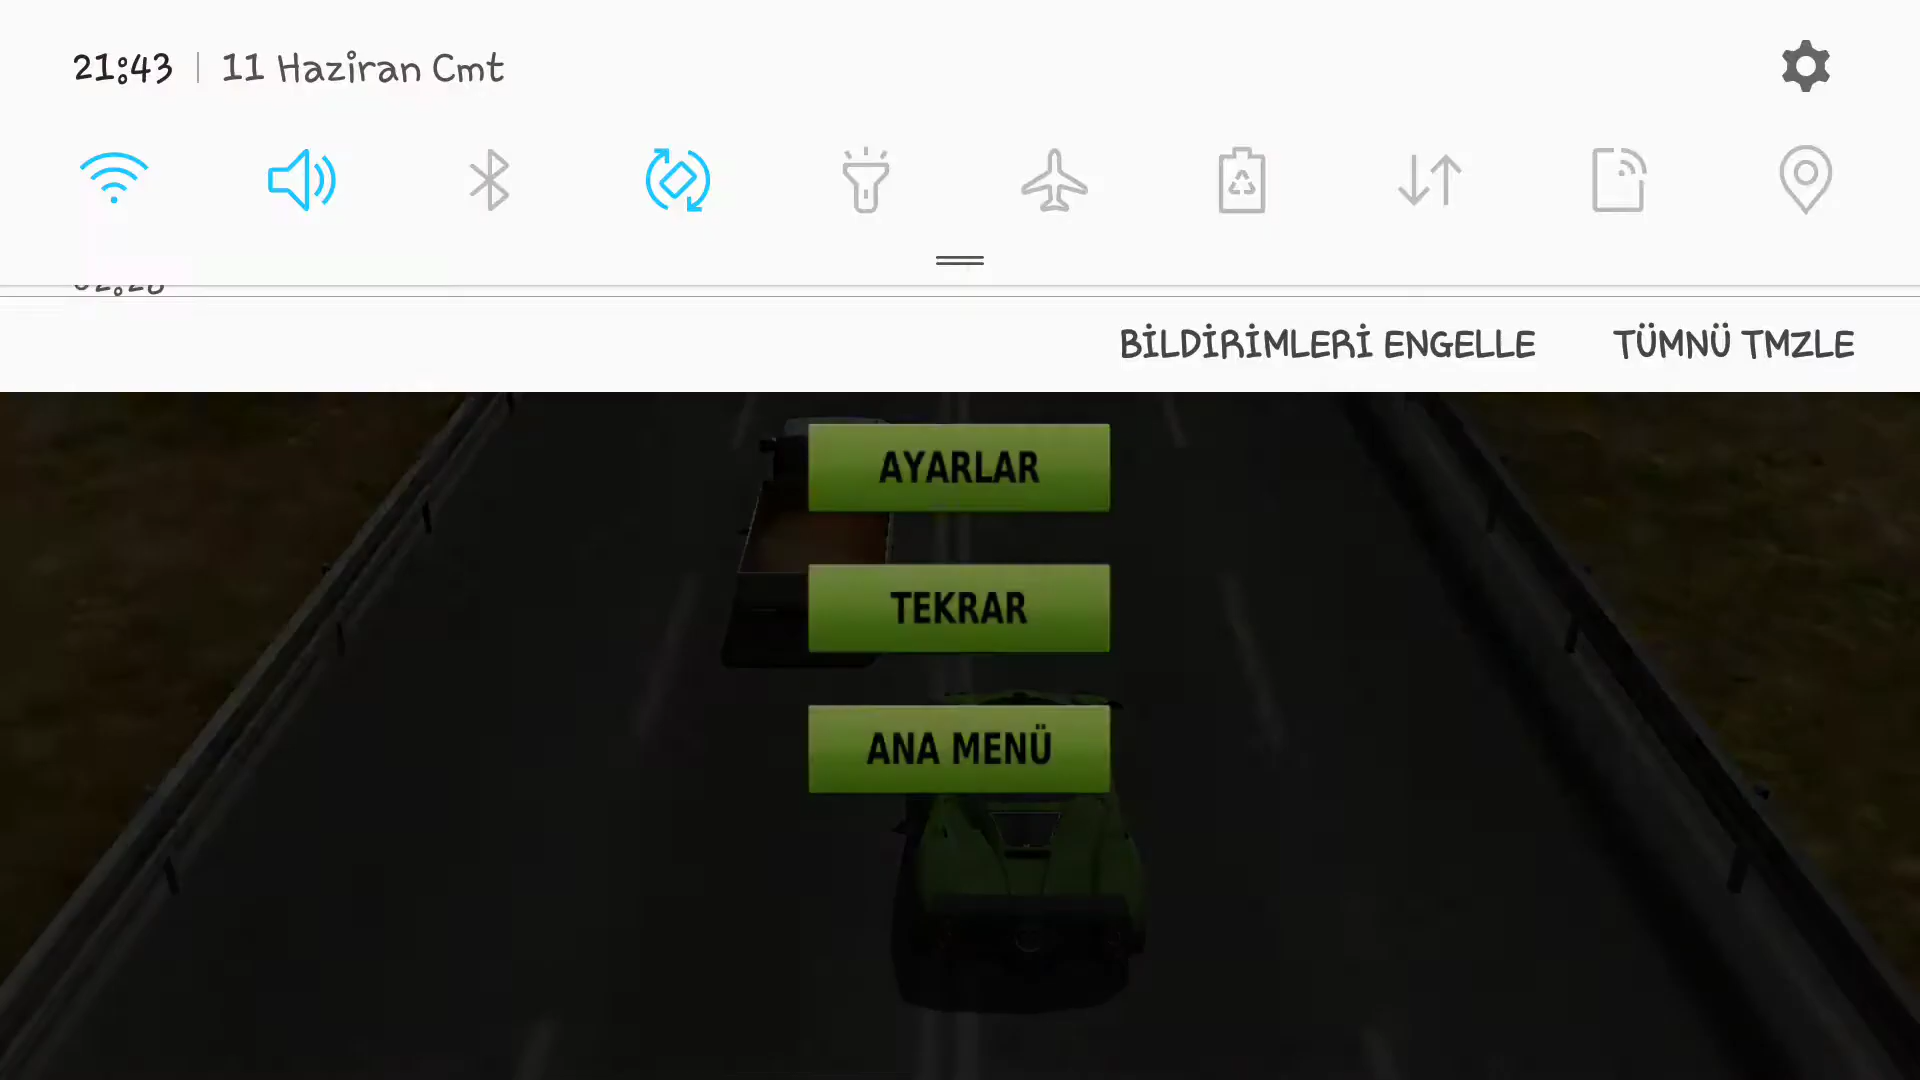 21:43 | 11 Haziran Cmt
BİLDİRİMLERİ ENGELLE TÜMNÜ TMZLE
AYARLAR
TEKRAR
ANA MENÜ